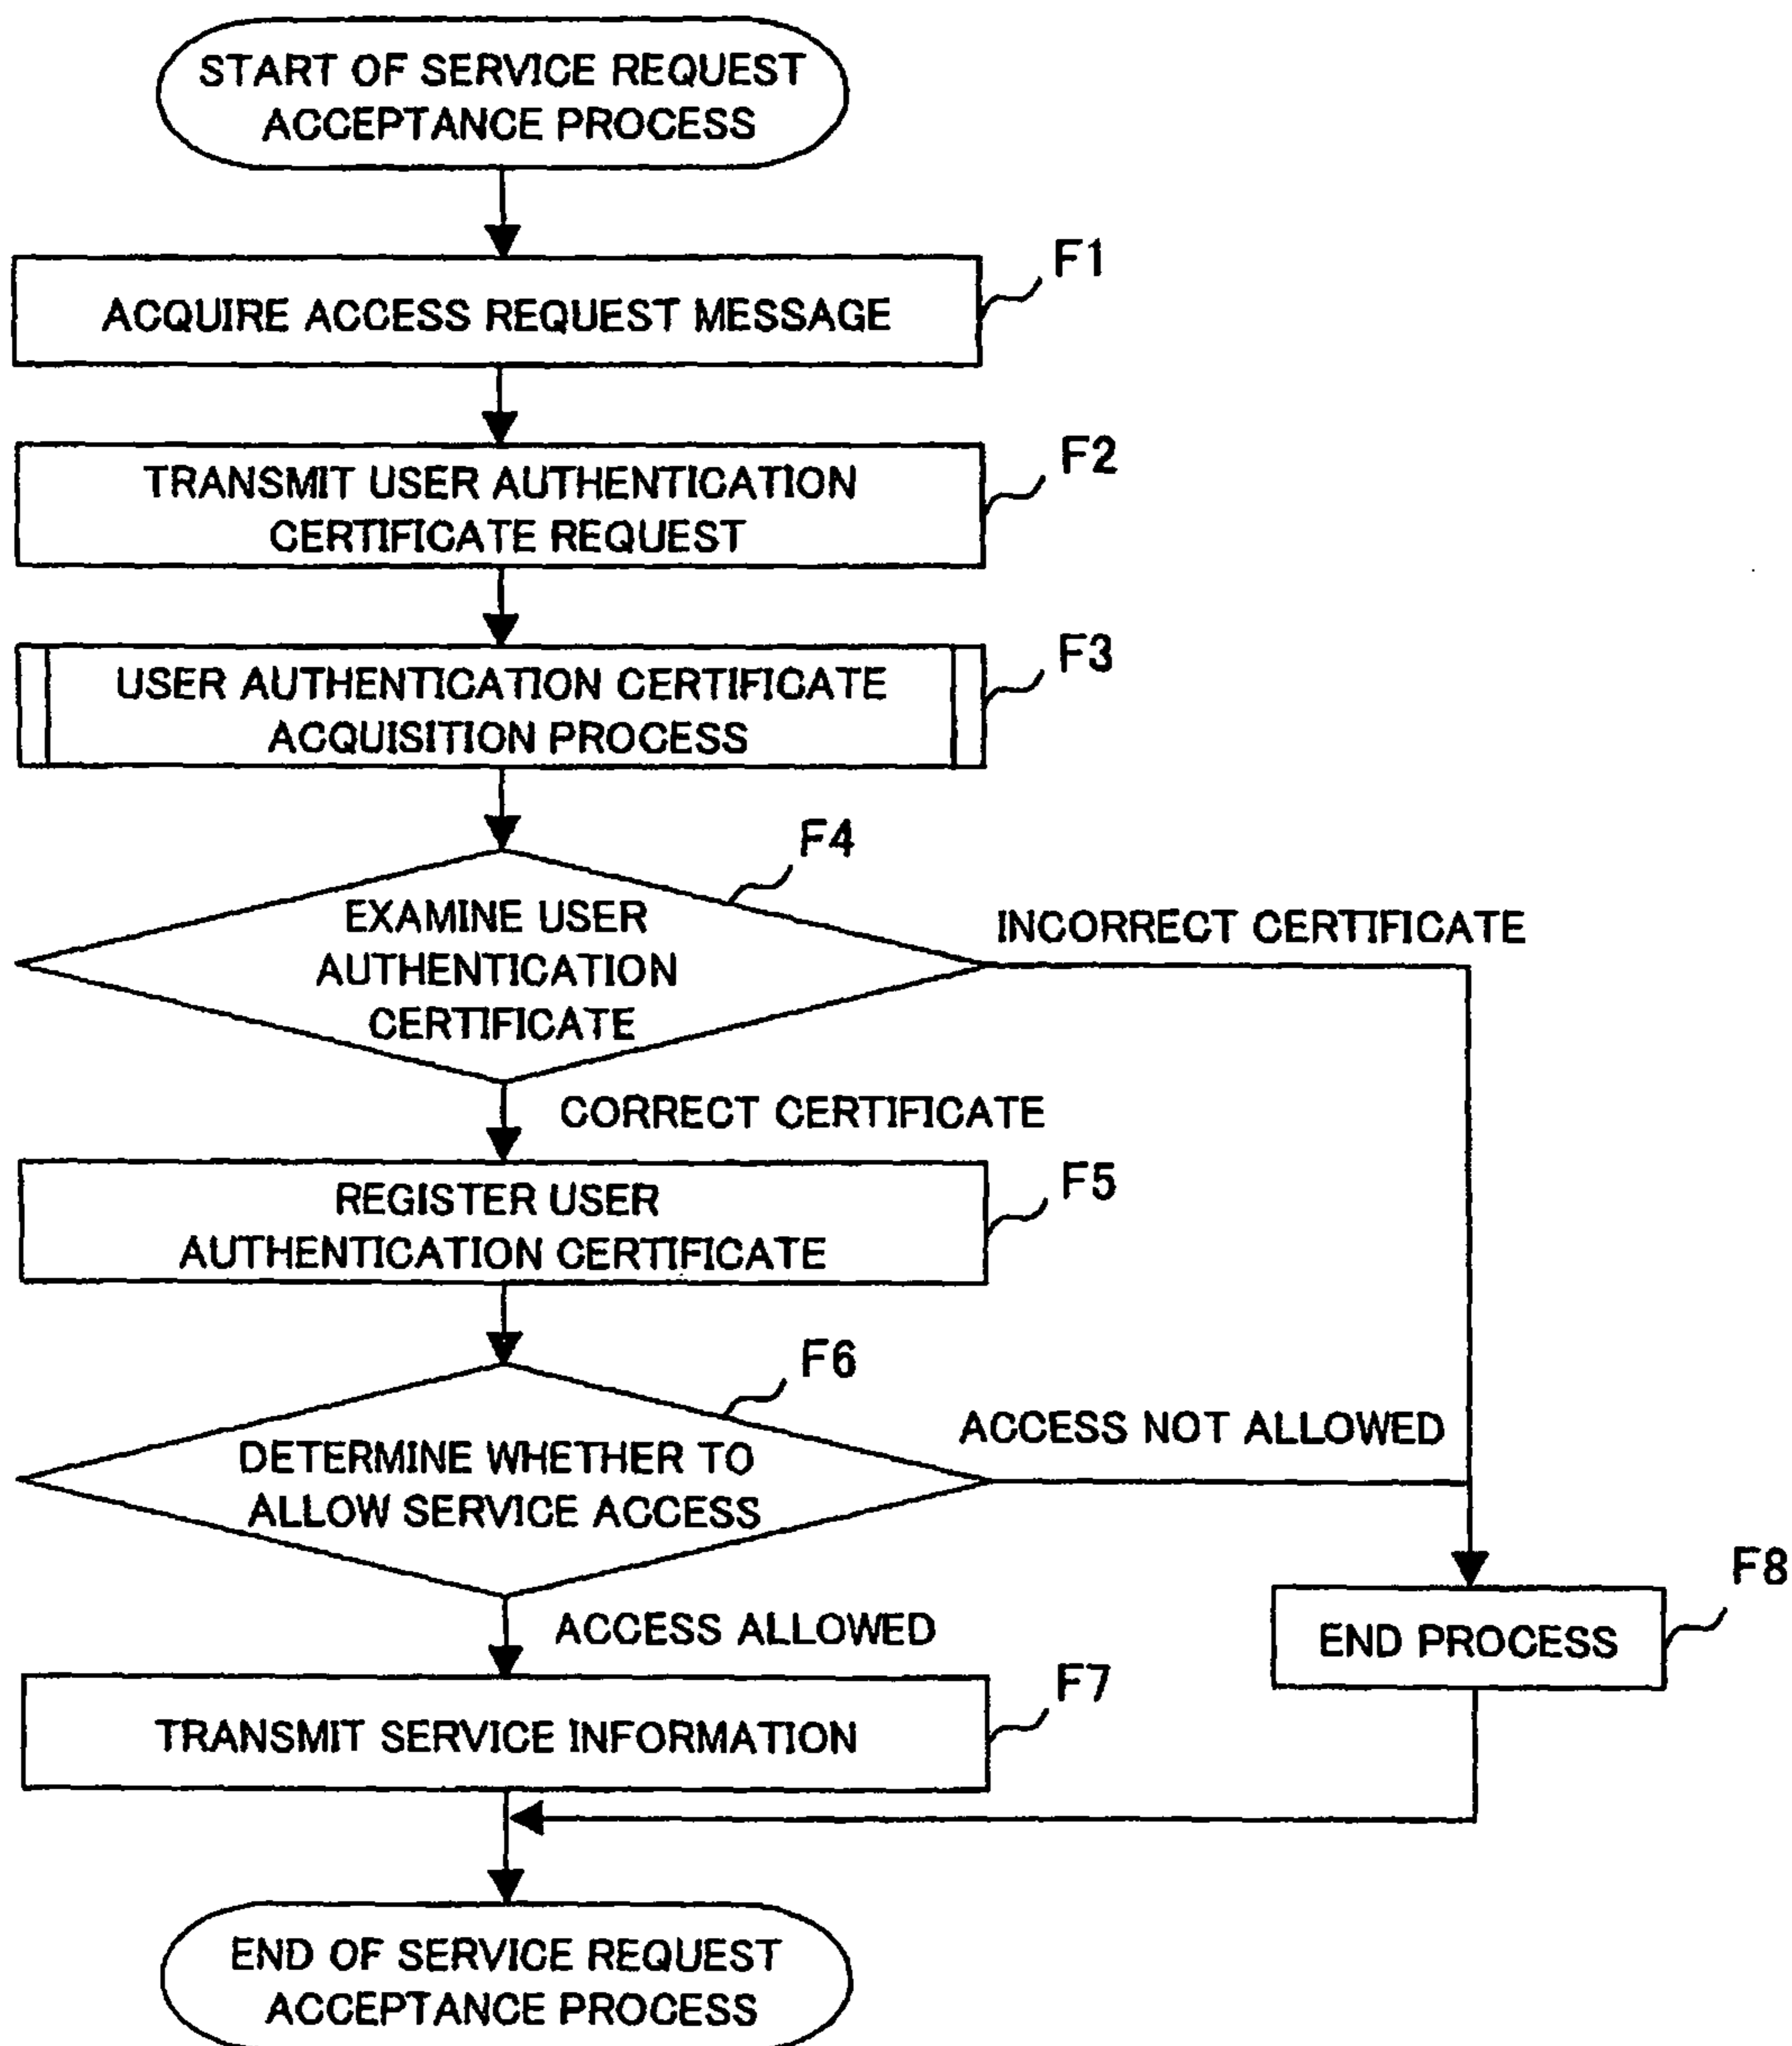 START OF SERVICE REQUEST
ACCEPTANCE PROCESS
F1
ACQUIRE ACCESS REQUEST MESSAGE
F2
TRANSMIT USER AUTHENTICATION
CERTIFICATE REQUEST
F3
USER AUTHENTICATION CERTIFICATE
ACQUISITION PROCESS
F4
EXAMINE USER
AUTHENTICATION
CERTIFICATE
INCORRECT CERTIFICATE
CORRECT CERTIFICATE
F5
REGISTER USER
AUTHENTICATION CERTIFICATE
F6
DETERMINE WHETHER TO
ALLOW SERVICE ACCESS
ACCESS NOT ALLOWED
F8
END PROCESS
ACCESS ALLOWED
F7
TRANSMIT SERVICE INFORMATION
END OF SERVICE REQUEST
ACCEPTANCE PROCESS